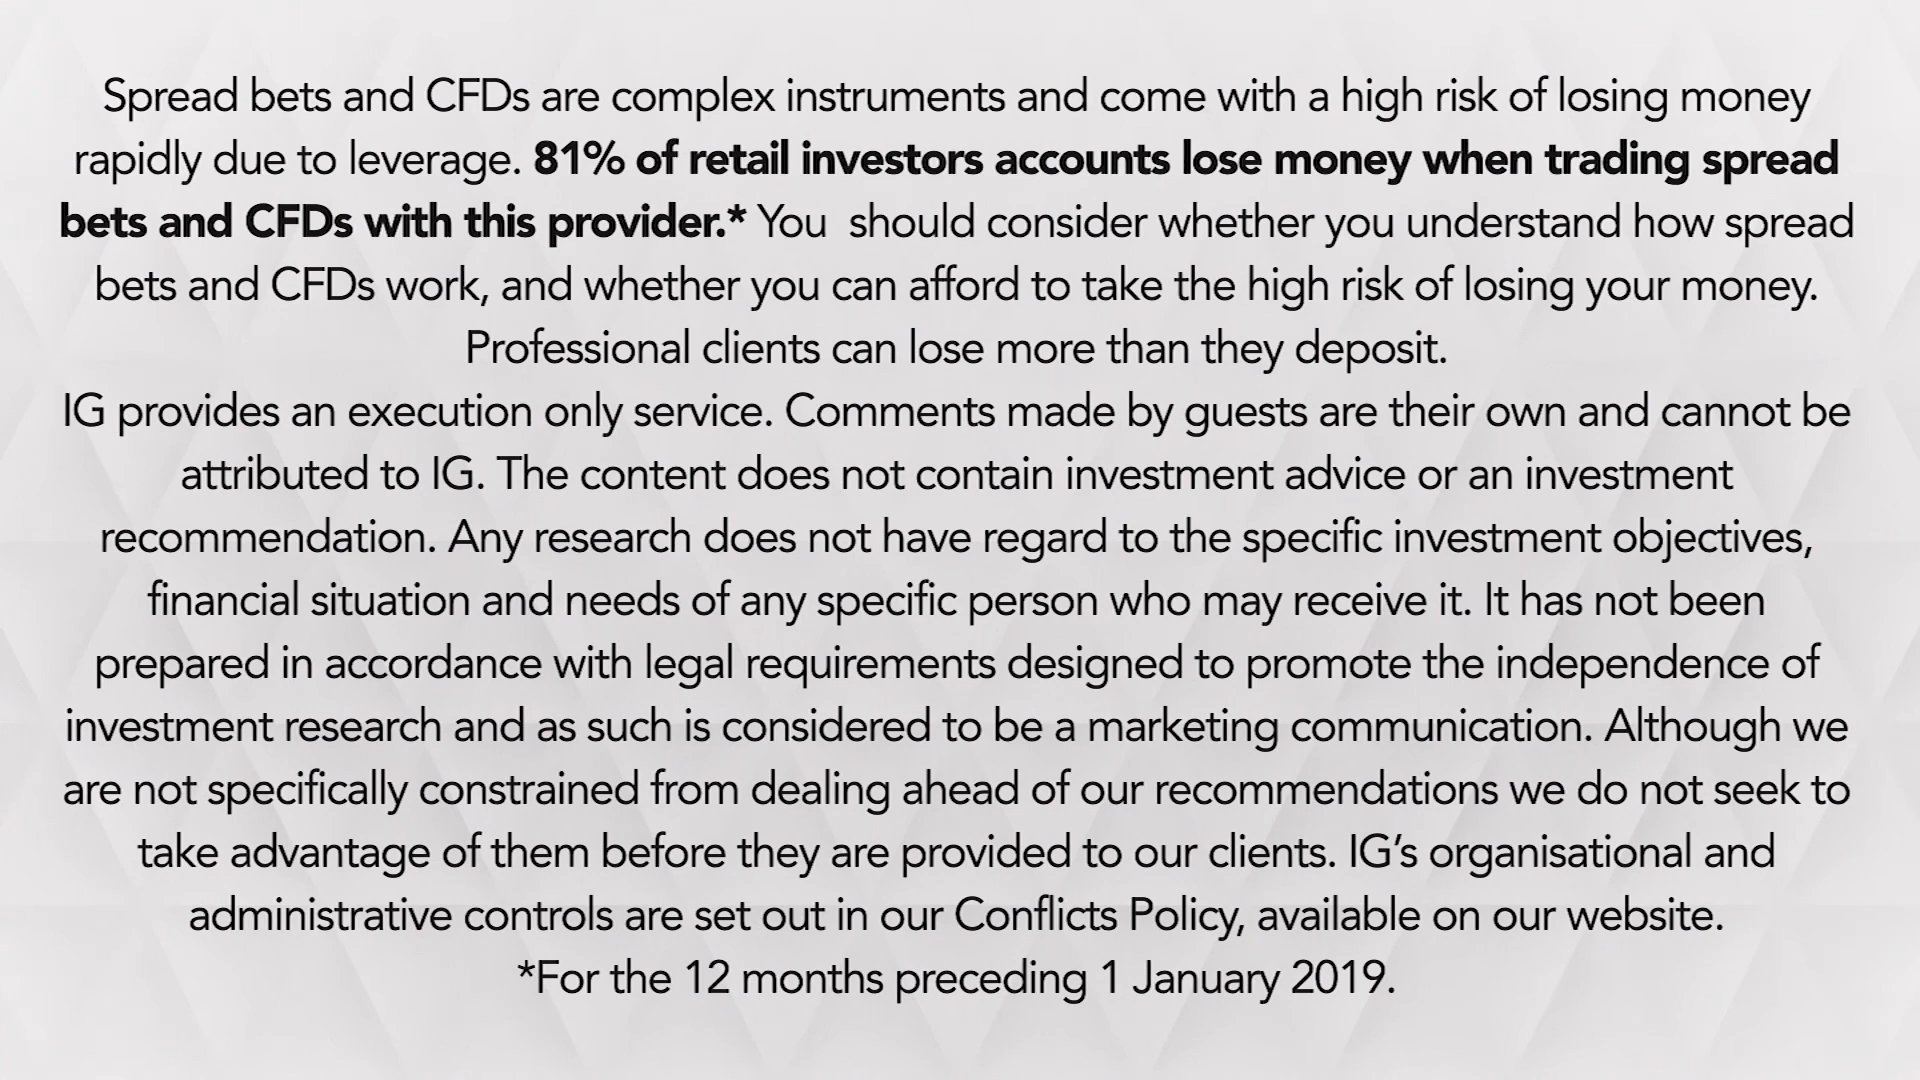 Spread bets and CFDs are complex instruments and come with a high risk of losing money
rapidly due to leverage. 81% of retail investors accounts lose money when trading spread
bets and CFDs with this provider.* You  should consider whether you understand how spread
bets and CFDs work, and whether you can afford to take the high risk of losing your money.
Professional clients can lose more than they deposit.
IG provides an execution only service. Comments made by guests are their own and cannot be
attributed to IG. The content does not contain investment advice or an investment
recommendation. Any research does not have regard to the specific investment objectives,
financial situation and needs of any specific person who may receive it. It has not been
prepared in accordance with legal requirements designed to promote the independence of
investment research and as such is considered to be a marketing communication. Although we
are not specifically constrained from dealing ahead of our recommendations we do not seek to
take advantage of them before they are provided to our clients. IG’s organisational and
administrative controls are set out in our Conflicts Policy, available on our website.
*For the 12 months preceding 1 January 2019.